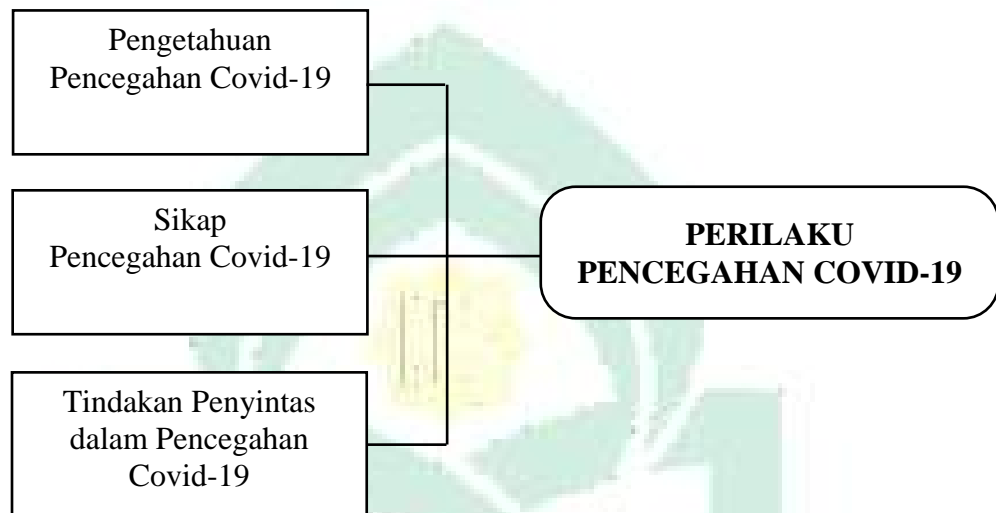 Pengetahuan
Pencegahan Covid-19
Sikap
Pencegahan Covid-19
Tindakan Penyintas
dalam Pencegahan
Covid-19
PERILAKU
PENCEGAHAN COVID-19